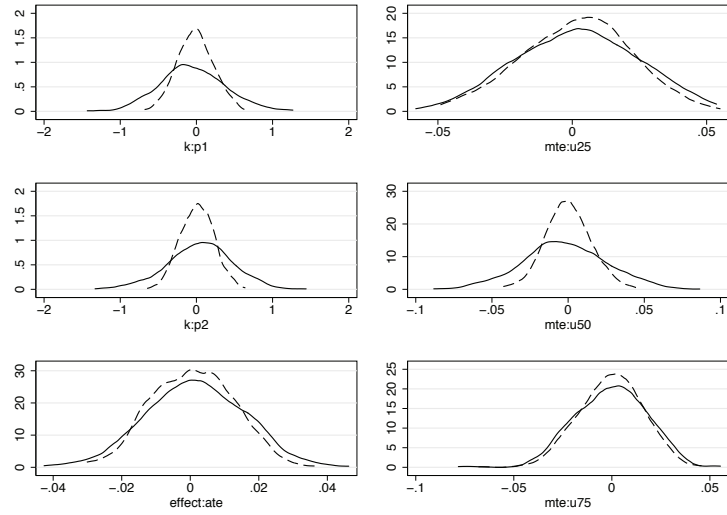 0 .5 1 1.5 2
−2 −1 0 1 2
k:p1
0 5 10 15 20
−.05 0 .05
mte:u25
0 .5 1 1.5 2
−2 −1 0 1 2
k:p2
0 10 20 30
−.1 −.05 0 .05 .1
mte:u50
0 10 20 30
−.04 −.02 0 .02 .04
effect:ate
0 5 10 15 20 25
−.1 −.05 0 .05
mte:u75